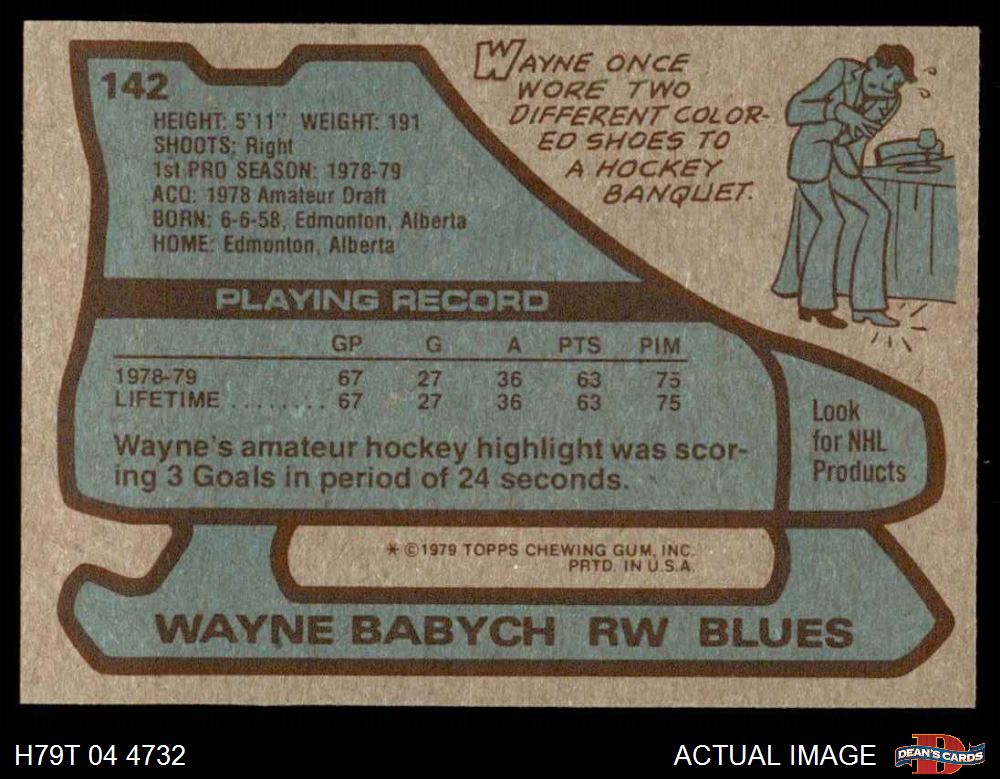 142
HEIGHT: 5'11" WEIGHT: 191
SHOOTS: Right
1st PRO SEASON: 1978-79
ACQ: 1978 Amateur Draft
BORN: 6-6-58, Edmonton, Alberta
HOME: Edmonton, Alberta
WAYNE ONCE
WORE TWO
DIFFERENT COLOR-
ED SHOES TO
A HOCKEY
BANQUET.
PLAYING RECORD
GP G A PTS PIM
1978-79 67 27 36 63 75
LIFETIME ........ 67 27 36 63 75
Wayne's amateur hockey highlight was scor-
ing 3 Goals in period of 24 seconds.
Look
for NHL
Products
* ©1979 TOPPS CHEWING GUM, INC.
PRTD. IN U.S.A.
WAYNE BABYCH RW BLUES
H79T 04 4732
ACTUAL IMAGE
D
DEAN'S CARDS